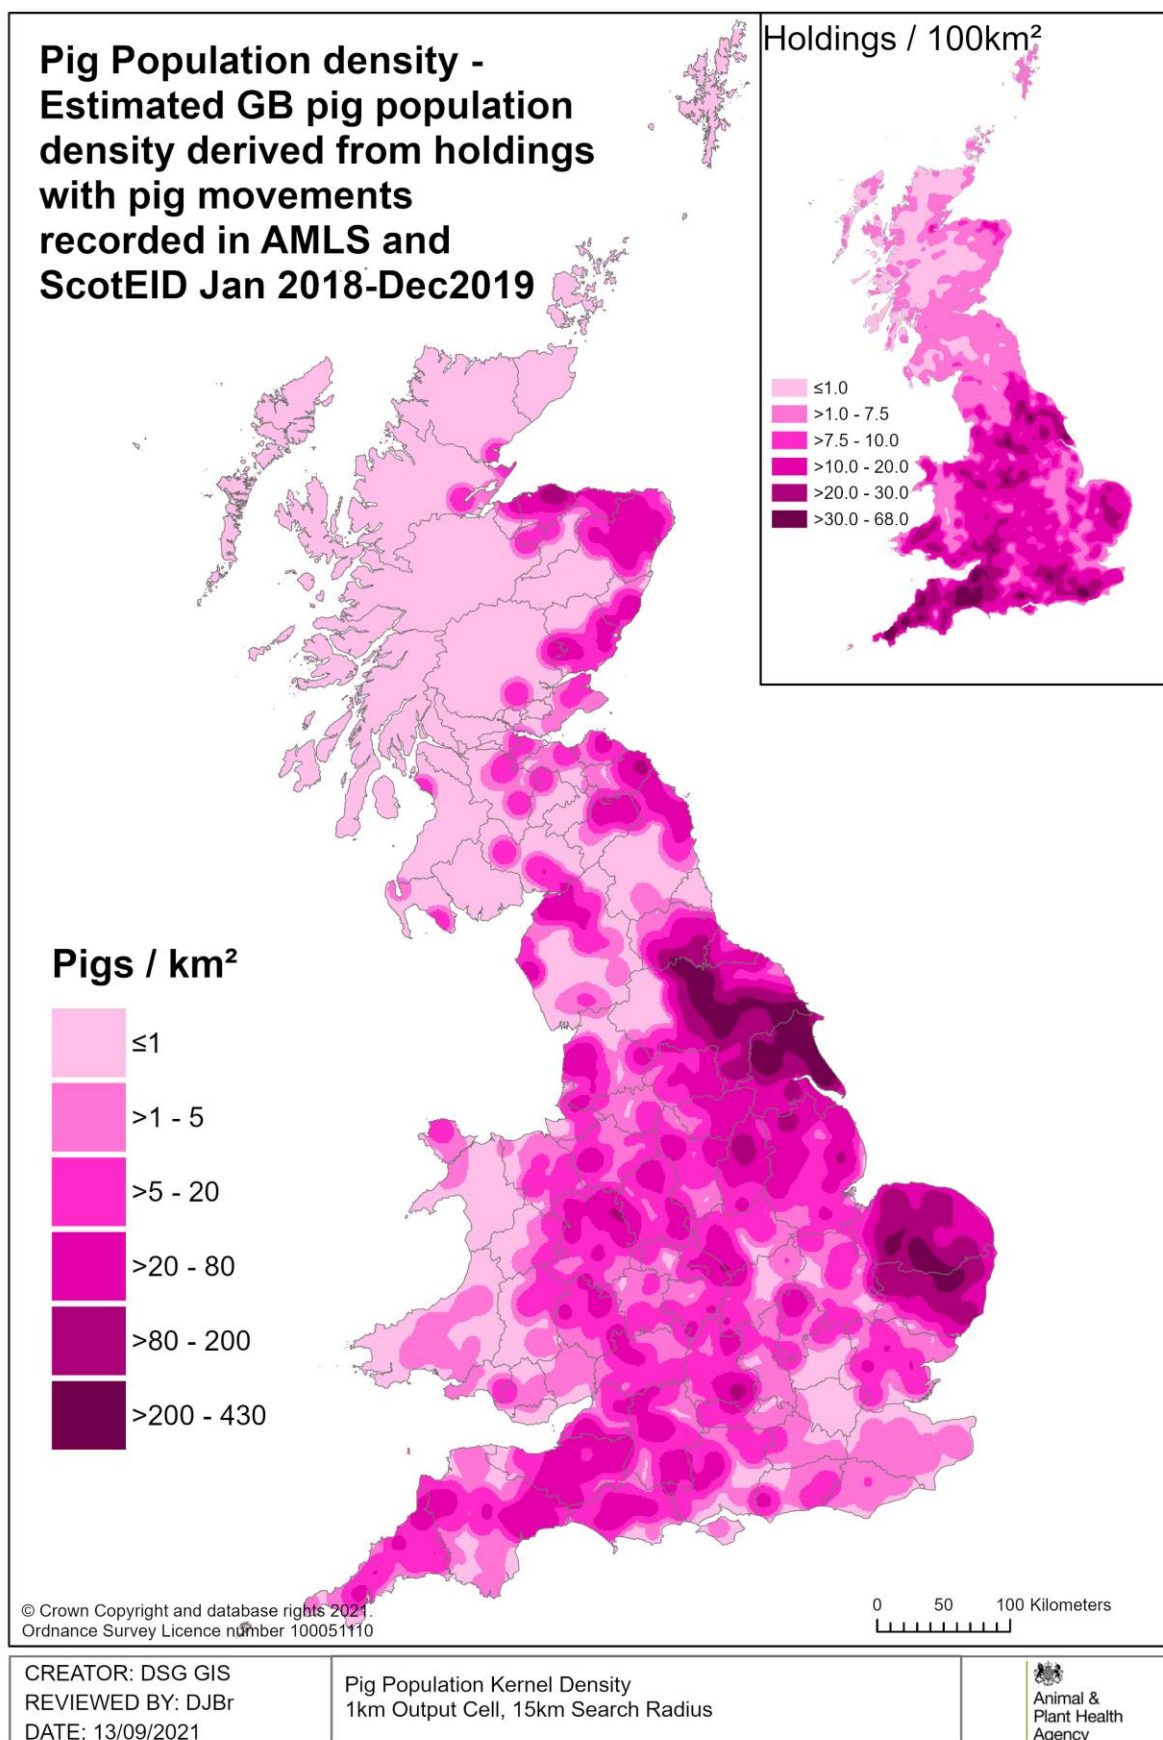 Pig Population density -
Estimated GB pig population
density derived from holdings
with pig movements
recorded in AMLS and
ScotEID Jan 2018-Dec2019
Holdings / 100km²
≤1.0
>1.0 - 7.5
>7.5 - 10.0
>10.0 - 20.0
>20.0 - 30.0
>30.0 - 68.0
Pigs / km²
≤1
>1 - 5
>5 - 20
>20 - 80
>80 - 200
>200 - 430
© Crown Copyright and database rights 2021.
Ordnance Survey Licence number 100051110
0 50 100 Kilometers
CREATOR: DSG GIS
REVIEWED BY: DJBr
DATE: 13/09/2021
Pig Population Kernel Density
1km Output Cell, 15km Search Radius
Animal &
Plant Health
Agency